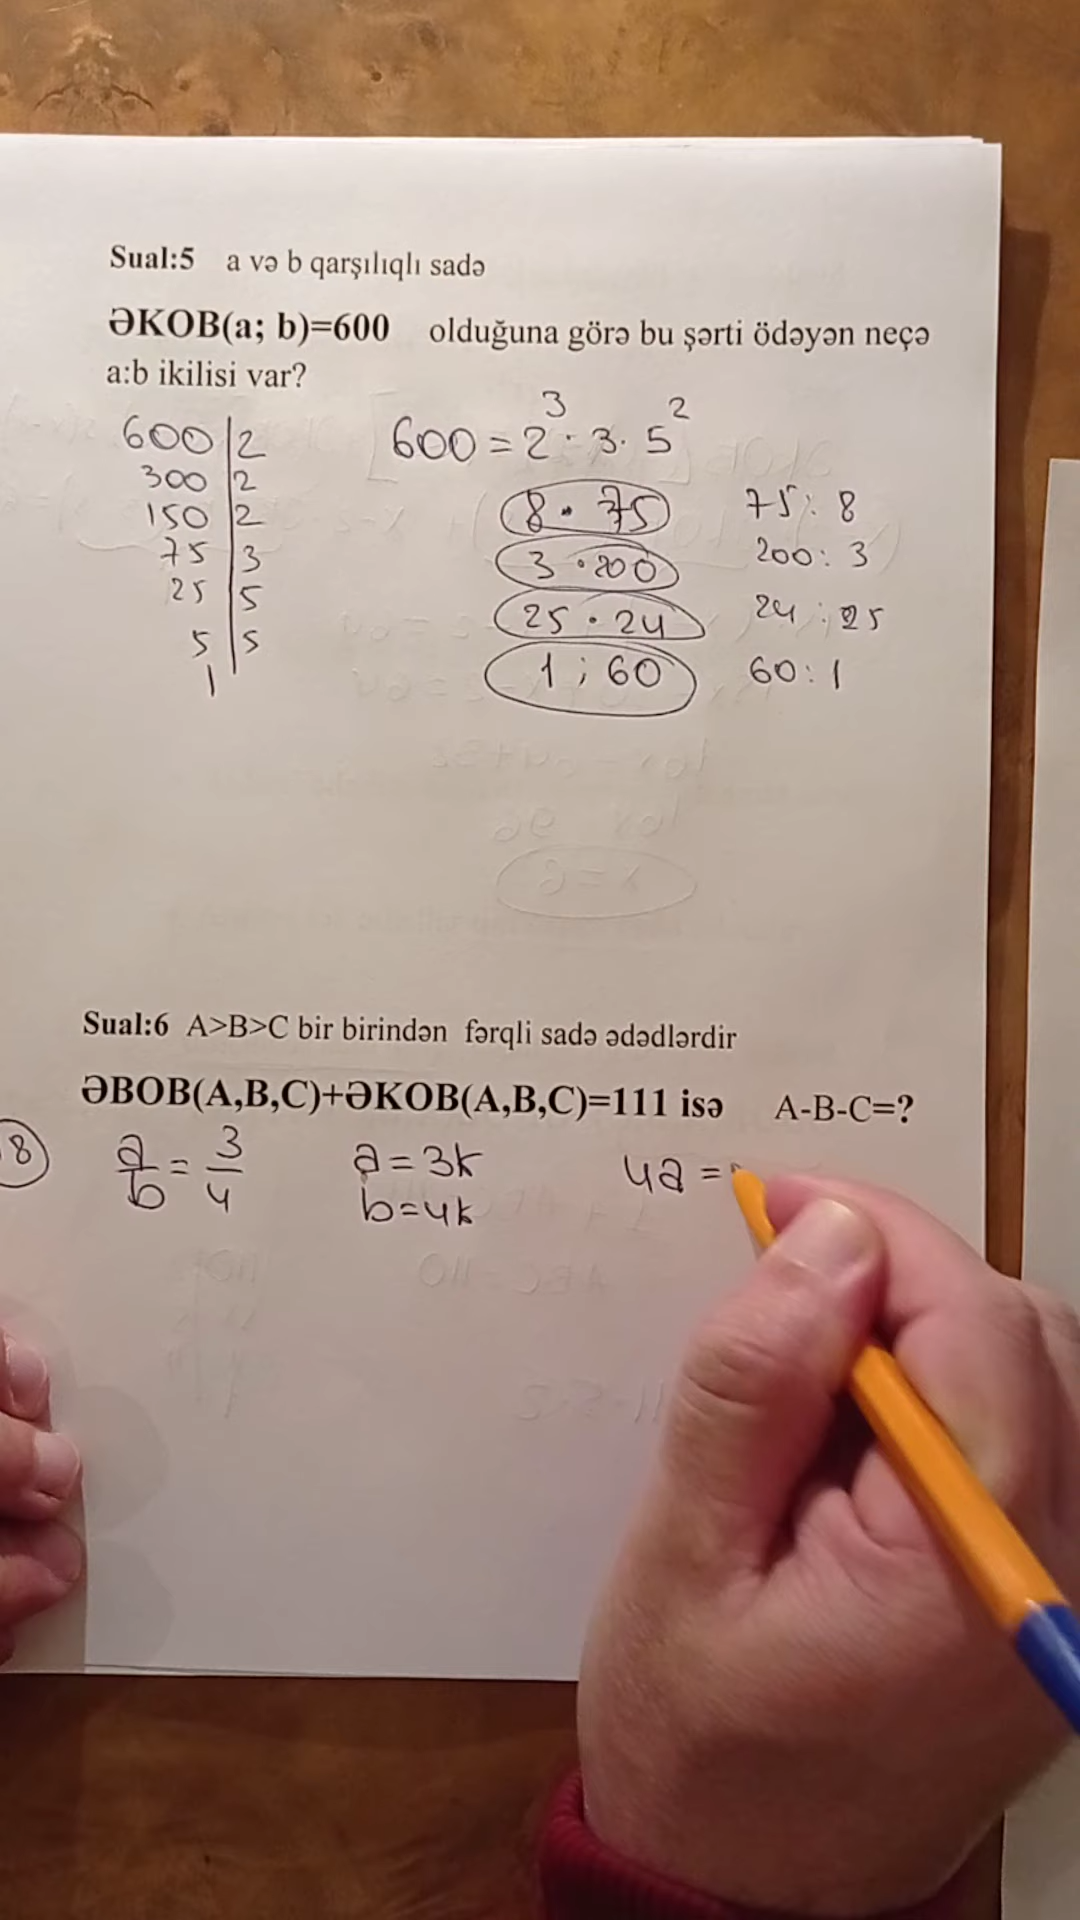 Sual:5 a və b qarşılıqlı sadə
ƏKOB(a; b)=600 olduğuna görə bu şərti ödəyən neçə
a:b ikilisi var?
600 | 2
300 | 2
150 | 2
75 | 3
25 | 5
5 | 5
1
600 = 2³ · 3 · 5²
8 · 75
3 · 200
25 · 24
1 ; 60
75 : 8
200 : 3
24 : 25
60 : 1
Sual:6 A>B>C bir birindən fərqli sadə ədədlərdir
ƏBOB(A,B,C)+ƏKOB(A,B,C)=111 isə A-B-C=?
8
a/b = 3/4
a = 3k
b = 4k
4a =